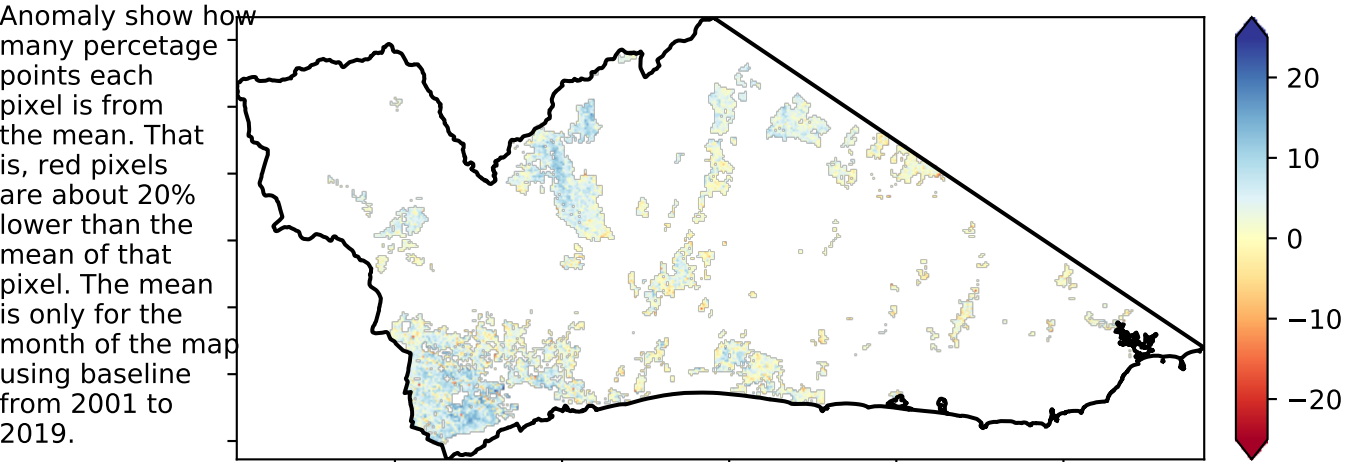 Anomaly show how
many percetage
points each
pixel is from
the mean. That
is, red pixels
are about 20%
lower than the
mean of that
pixel. The mean
is only for the
month of the map
using baseline
from 2001 to
2019.
20
10
0
−10
−20